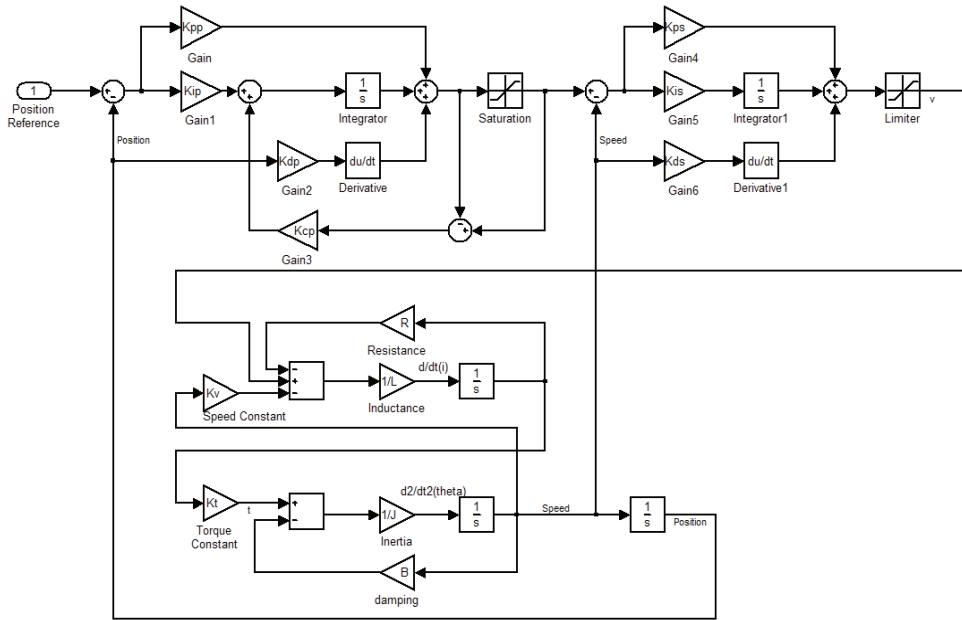 Kpp
Gain
Kps
Gain4
1
Position
Reference
+
-
Kip
Gain1
+
+
1
s
Integrator
+
+
+
Saturation
+
-
Kis
Gain5
1
s
Integrator1
+
+
+
Limiter
v
Position
Kdp
Gain2
du/dt
Derivative
Speed
Kds
Gain6
du/dt
Derivative1
Kcp
Gain3
-
+
R
Resistance
-
+
-
1/L
Inductance
d/dt(i)
1
s
Kv
Speed Constant
Kt
Torque
Constant
t
+
-
1/J
Inertia
d2/dt2(theta)
1
s
Speed
1
s
Position
B
damping